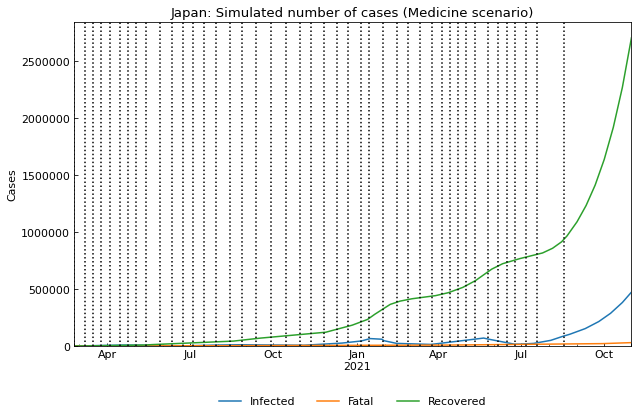 Japan: Simulated number of cases (Medicine scenario)
Cases
2500000
2000000
1500000
1000000
500000
0
Apr Jul Oct Jan Apr Jul Oct
2021
Infected Fatal Recovered